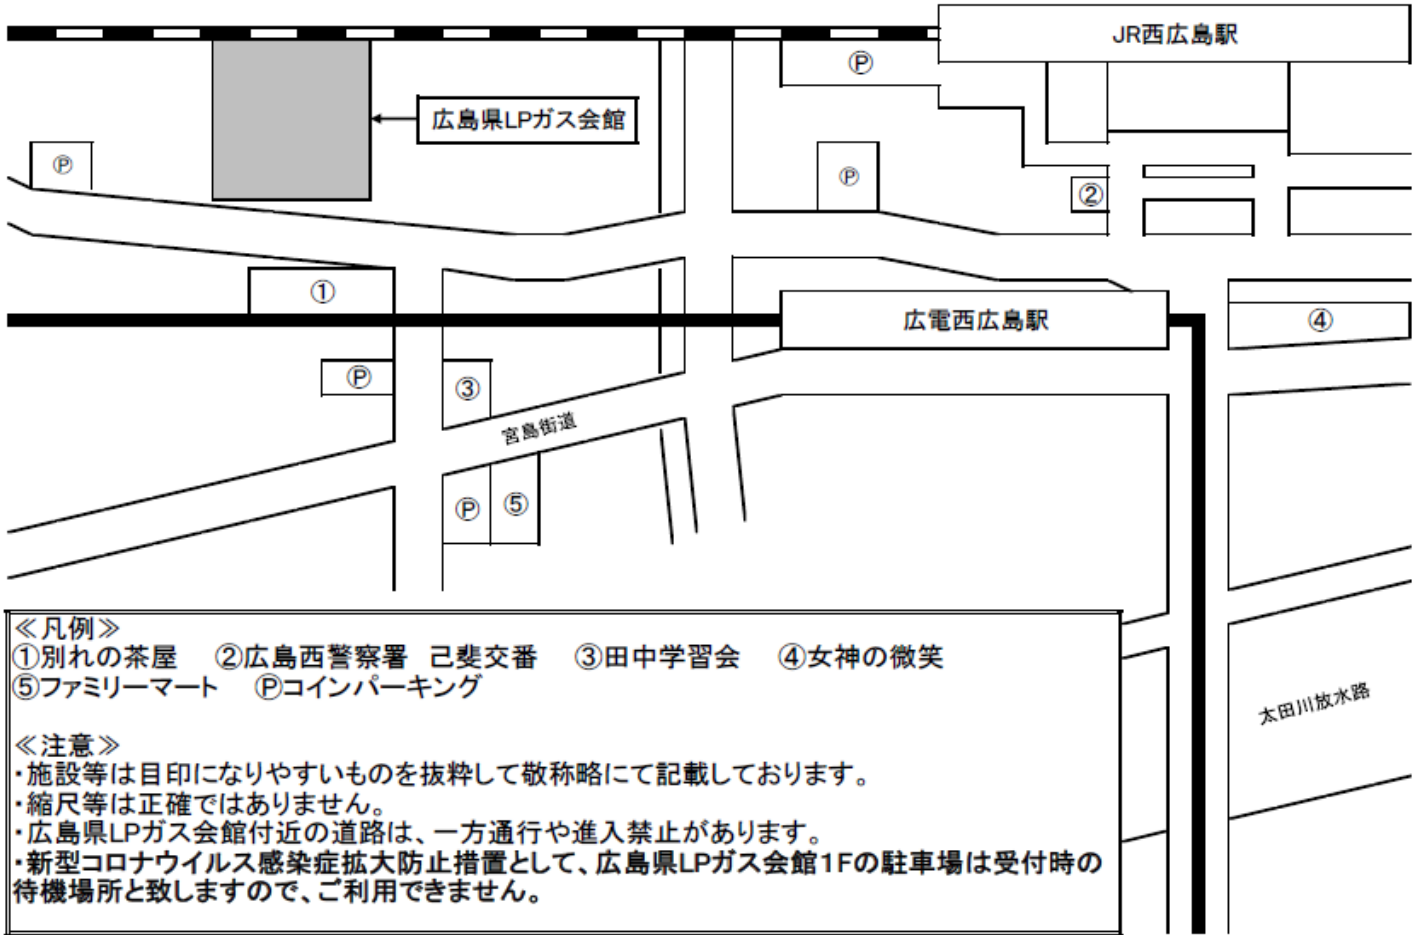 JR西広島駅
Ⓟ
広島県LPガス会館
Ⓟ
Ⓟ
②
①
広電西広島駅
④
Ⓟ
③
宮島街道
Ⓟ
⑤
≪凡例≫
①別れの茶屋 ②広島西警察署 己斐交番 ③田中学習会 ④女神の微笑
⑤ファミリーマート Ⓟコインパーキング
≪注意≫
・施設等は目印になりやすいものを抜粋して敬称略にて記載しております。
・縮尺等は正確ではありません。
・広島県LPガス会館付近の道路は、一方通行や進入禁止があります。
・新型コロナウイルス感染症拡大防止措置として、広島県LPガス会館1Fの駐車場は受付時の
待機場所と致しますので、ご利用できません。
太田川放水路